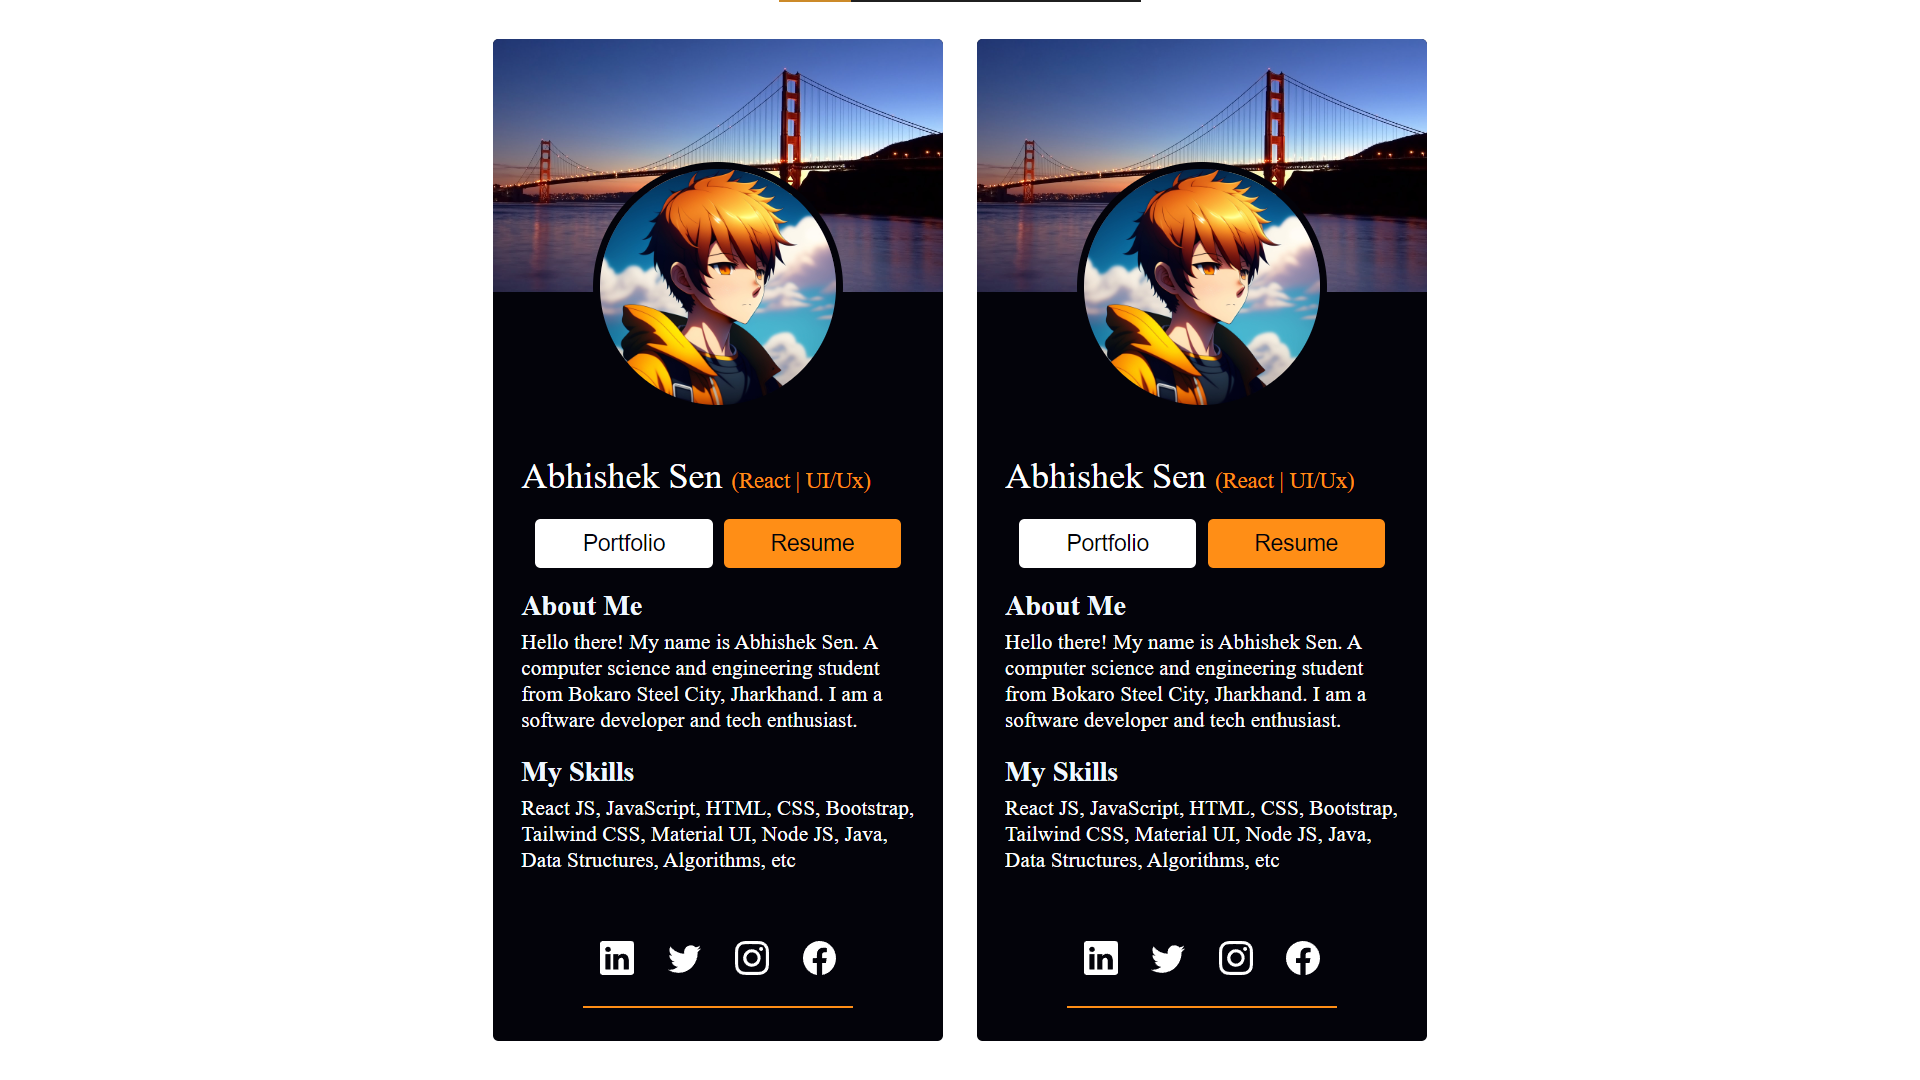 Abhishek Sen (React | UI/Ux)
Portfolio Resume
About Me
Hello there! My name is Abhishek Sen. A
computer science and engineering student
from Bokaro Steel City, Jharkhand. I am a
software developer and tech enthusiast.
My Skills
React JS, JavaScript, HTML, CSS, Bootstrap,
Tailwind CSS, Material UI, Node JS, Java,
Data Structures, Algorithms, etc
Abhishek Sen (React | UI/Ux)
Portfolio Resume
About Me
Hello there! My name is Abhishek Sen. A
computer science and engineering student
from Bokaro Steel City, Jharkhand. I am a
software developer and tech enthusiast.
My Skills
React JS, JavaScript, HTML, CSS, Bootstrap,
Tailwind CSS, Material UI, Node JS, Java,
Data Structures, Algorithms, etc